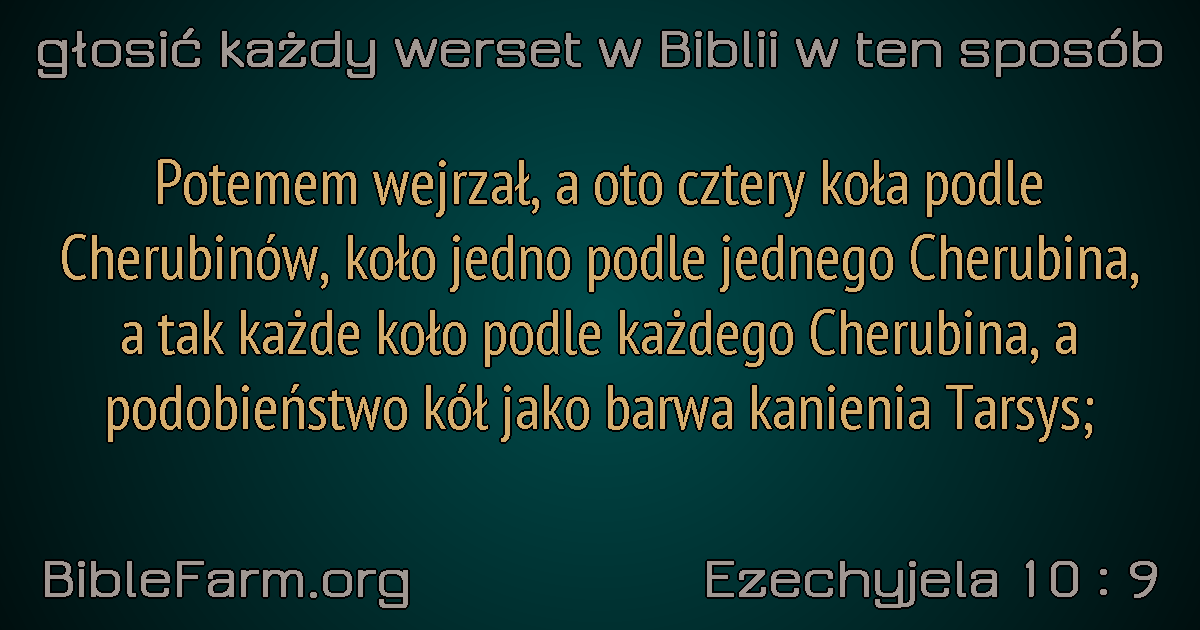 głosić każdy werset w Biblii w ten sposób
Potemem wejrzał, a oto cztery koła podle
Cherubinów, koło jedno podle jednego Cherubina,
a tak każde koło podle każdego Cherubina, a
podobieństwo kół jako barwa kanienia Tarsys;
BibleFarm.org
Ezechyjela 10 : 9